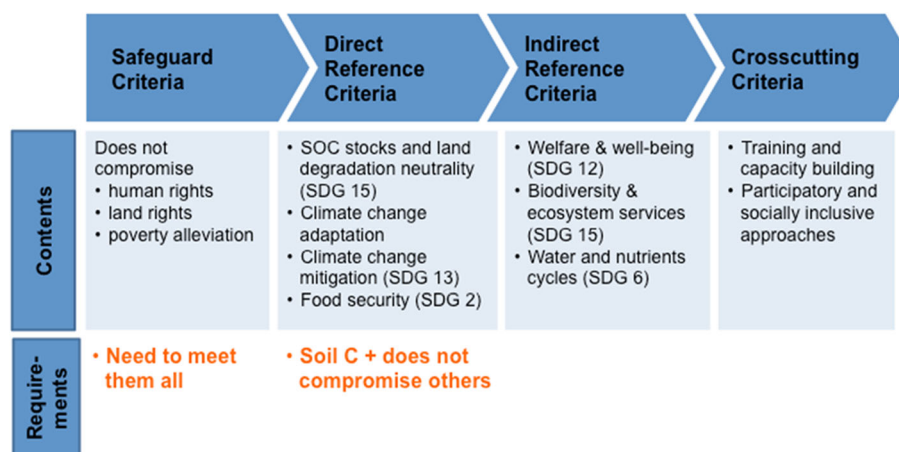 Safeguard
Criteria
Direct
Reference
Criteria
Indirect
Reference
Criteria
Crosscutting
Criteria
Contents
Does not
compromise
• human rights
• land rights
• poverty alleviation
• SOC stocks and land
degradation neutrality
(SDG 15)
• Climate change
adaptation
• Climate change
mitigation (SDG 13)
• Food security (SDG 2)
• Welfare & well-being
(SDG 12)
• Biodiversity &
ecosystem services
(SDG 15)
• Water and nutrients
cycles (SDG 6)
• Training and
capacity building
• Participatory and
socially inclusive
approaches
Require-
ments
• Need to meet
them all
• Soil C + does not
compromise others